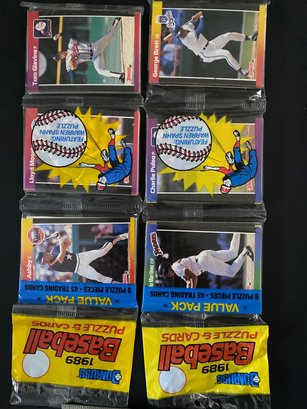 Tom Glavine P
George Brett
FEATURING
WARREN SPAHN
PUZZLE
FEATURING
WARREN SPAHN
PUZZLE
Lloyd
Charlie
VALUE PACK
9 PUZZLE PIECES • 45 TRADING CARDS
VALUE PACK
9 PUZZLE PIECES • 45 TRADING CARDS
DONRUSS
1989
Baseball
PUZZLE & CARDS
DONRUSS
1989
Baseball
PUZZLE & CARDS